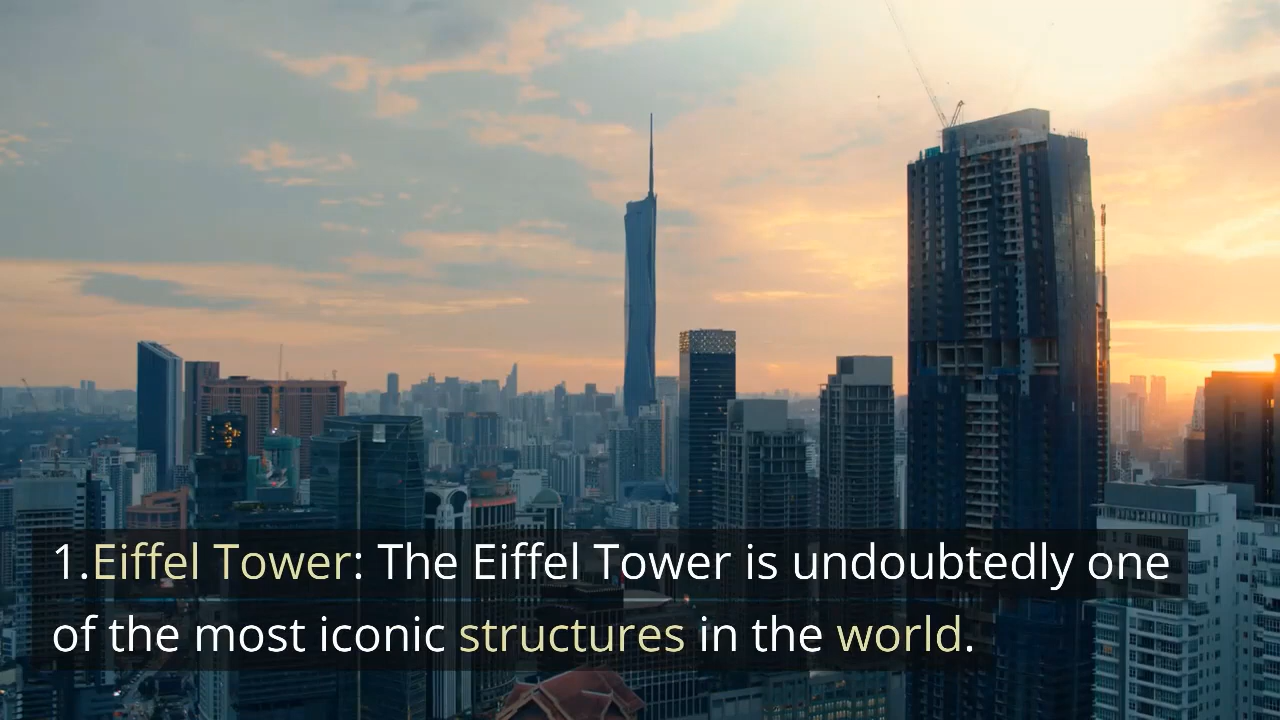 1.Eiffel Tower: The Eiffel Tower is undoubtedly one
of the most iconic structures in the world.